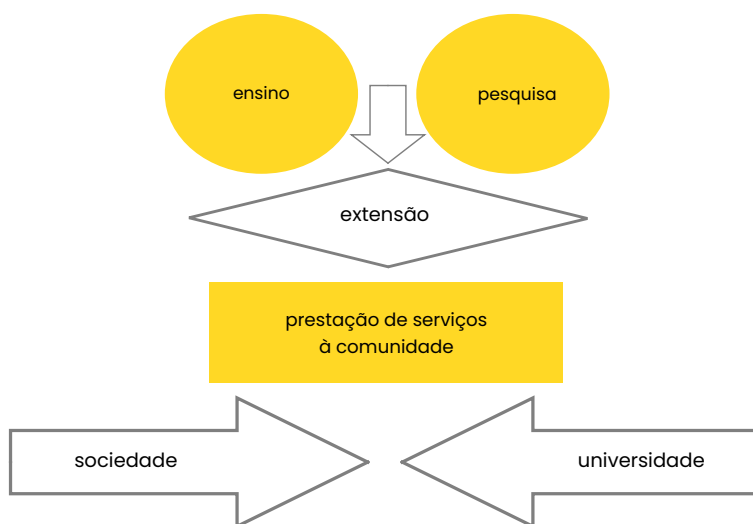 ensino
pesquisa
extensão
prestação de serviços
à comunidade
sociedade
universidade